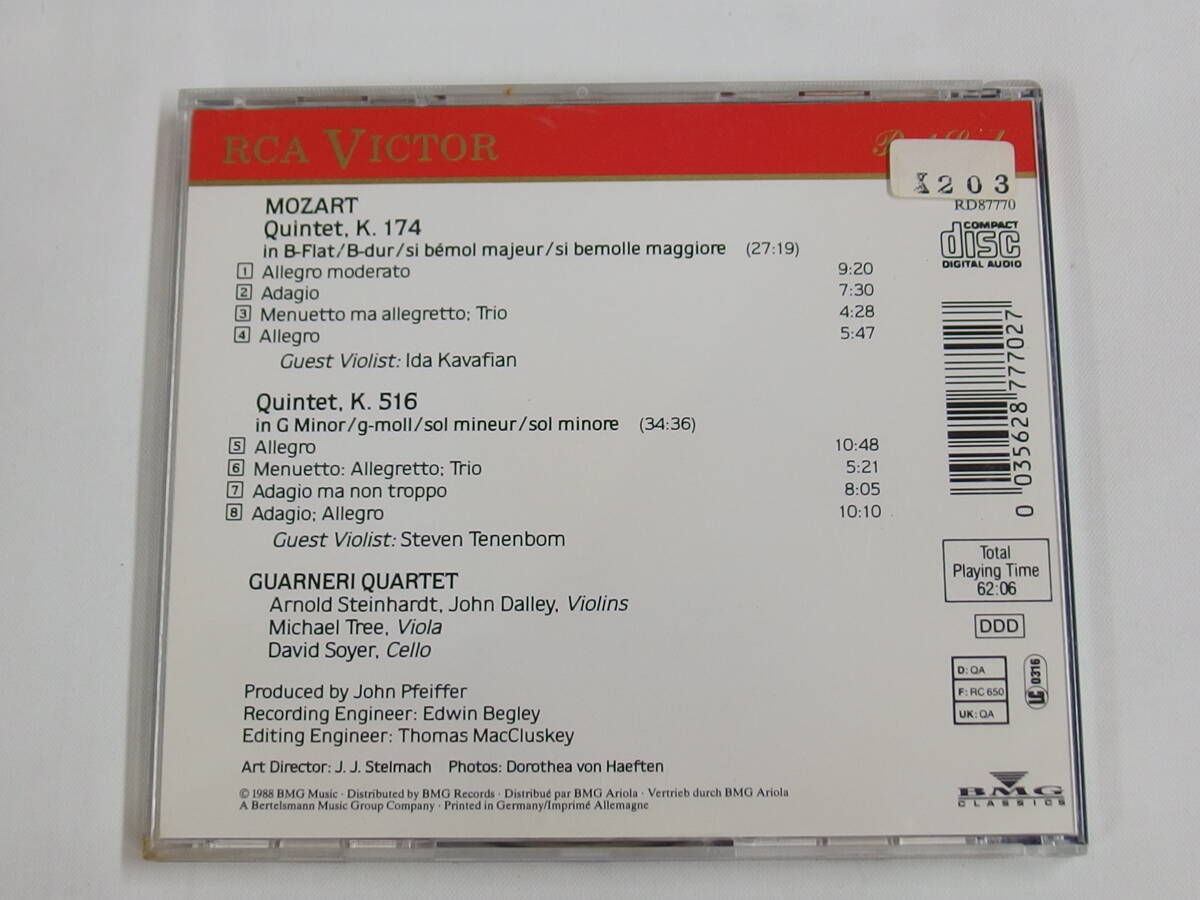 RCA VICTOR
203
RD87770
COMPACT
disc
DIGITAL AUDIO
MOZART
Quintet, K. 174
in B-Flat/B-dur/si bémol majeur/si bemolle maggiore (27:19)
1 Allegro moderato 9:20
2 Adagio 7:30
3 Menuetto ma allegretto; Trio 4:28
4 Allegro 5:47
Guest Violist: Ida Kavafian
Quintet, K. 516
in G Minor/g-moll/sol mineur/sol minore (34:36)
5 Allegro 10:48
6 Menuetto: Allegretto; Trio 5:21
7 Adagio ma non troppo 8:05
8 Adagio; Allegro 10:10
Guest Violist: Steven Tenenbom
GUARNERI QUARTET
Arnold Steinhardt, John Dalley, Violins
Michael Tree, Viola
David Soyer, Cello
Produced by John Pfeiffer
Recording Engineer: Edwin Begley
Editing Engineer: Thomas MacCluskey
Art Director: J. J. Stelmach Photos: Dorothea von Haeften
© 1988 BMG Music · Distributed by BMG Records · Distribué par BMG Ariola · Vertrieb durch BMG Ariola
A Bertelsmann Music Group Company · Printed in Germany/Imprimé Allemagne
0 035628 777027
Total
Playing Time
62:06
DDD
D: QA
F: RC 650
UK: QA
LC 0316
BMG
CLASSICS